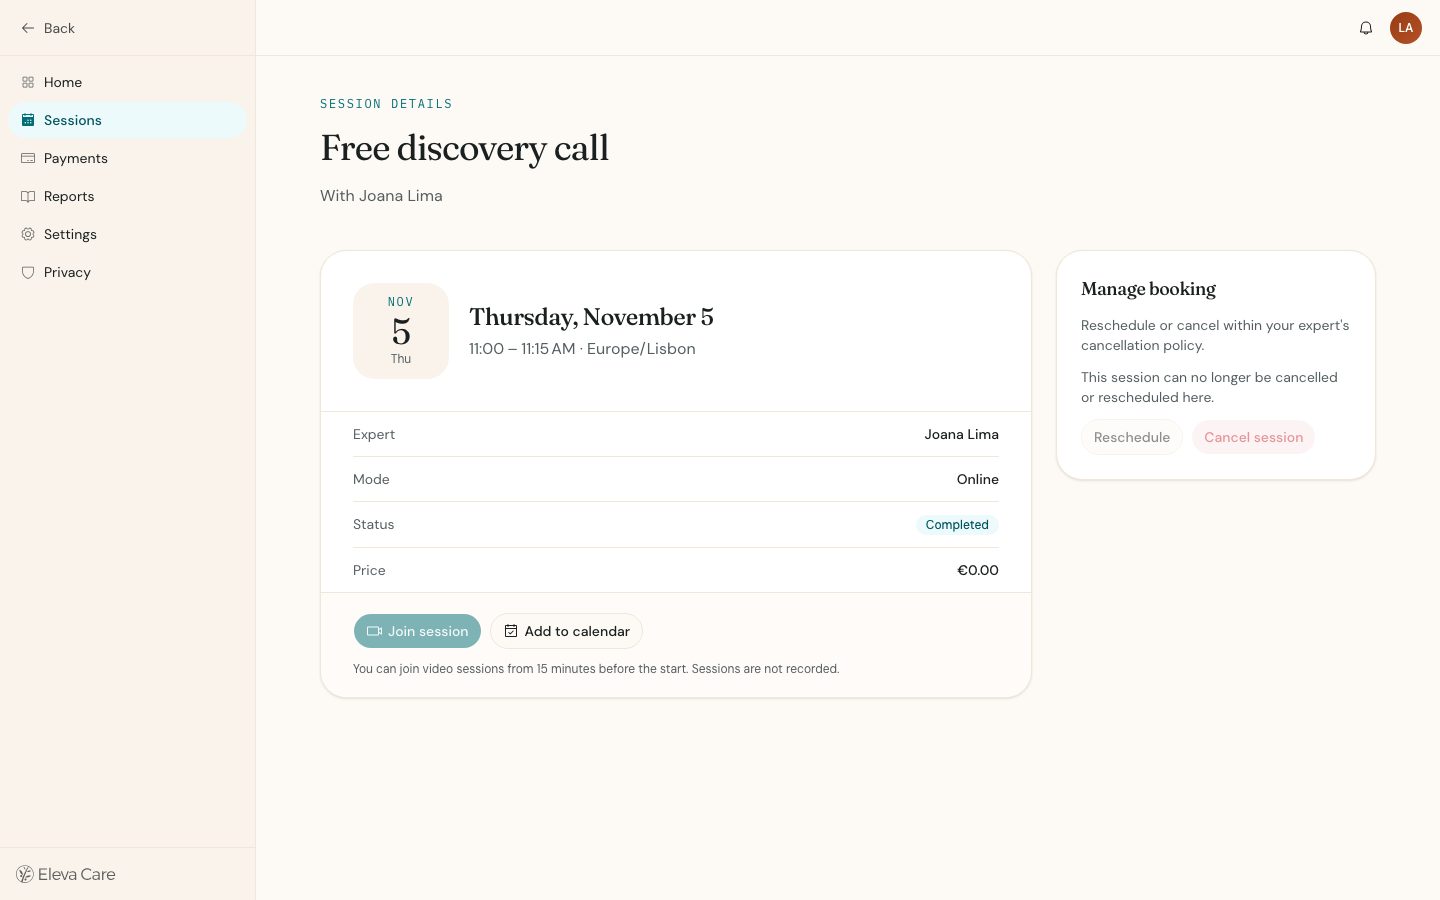 Back
LA
Home
Sessions
Payments
Reports
Settings
Privacy
SESSION DETAILS
Free discovery call
With Joana Lima
NOV
5
Thu
Thursday, November 5
11:00 – 11:15 AM · Europe/Lisbon
Expert
Joana Lima
Mode
Online
Status
Completed
Price
€0.00
Join session
Add to calendar
You can join video sessions from 15 minutes before the start. Sessions are not recorded.
Manage booking
Reschedule or cancel within your expert's
cancellation policy.
This session can no longer be cancelled
or rescheduled here.
Reschedule
Cancel session
Eleva Care